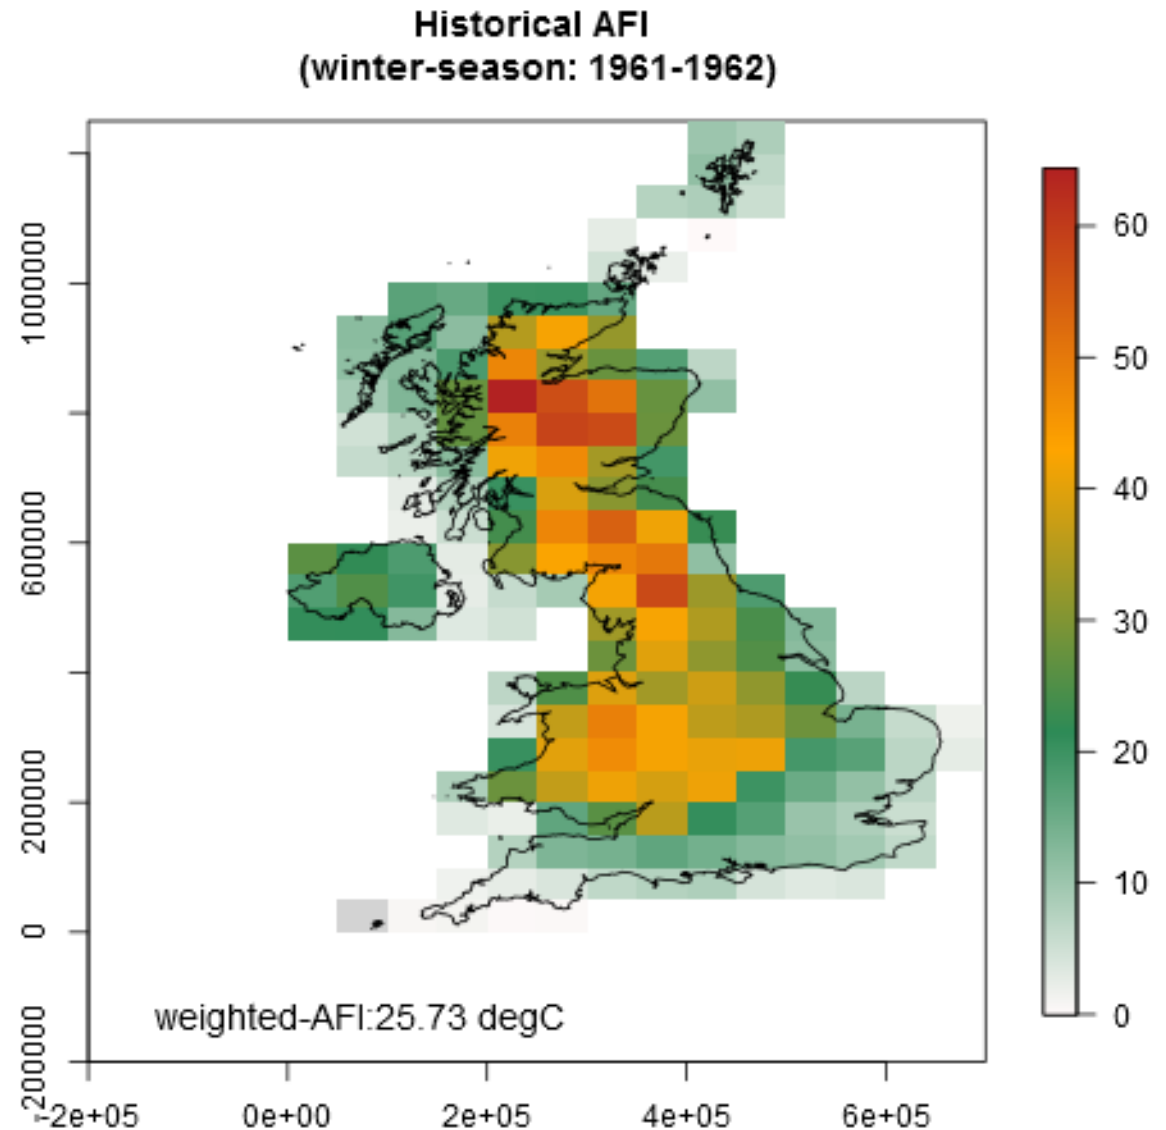 Historical AFI
(winter-season: 1961-1962)
1000000
600000
200000
0
-200000
60
50
40
30
20
10
0
weighted-AFI:25.73 degC
-2e+05
0e+00
2e+05
4e+05
6e+05